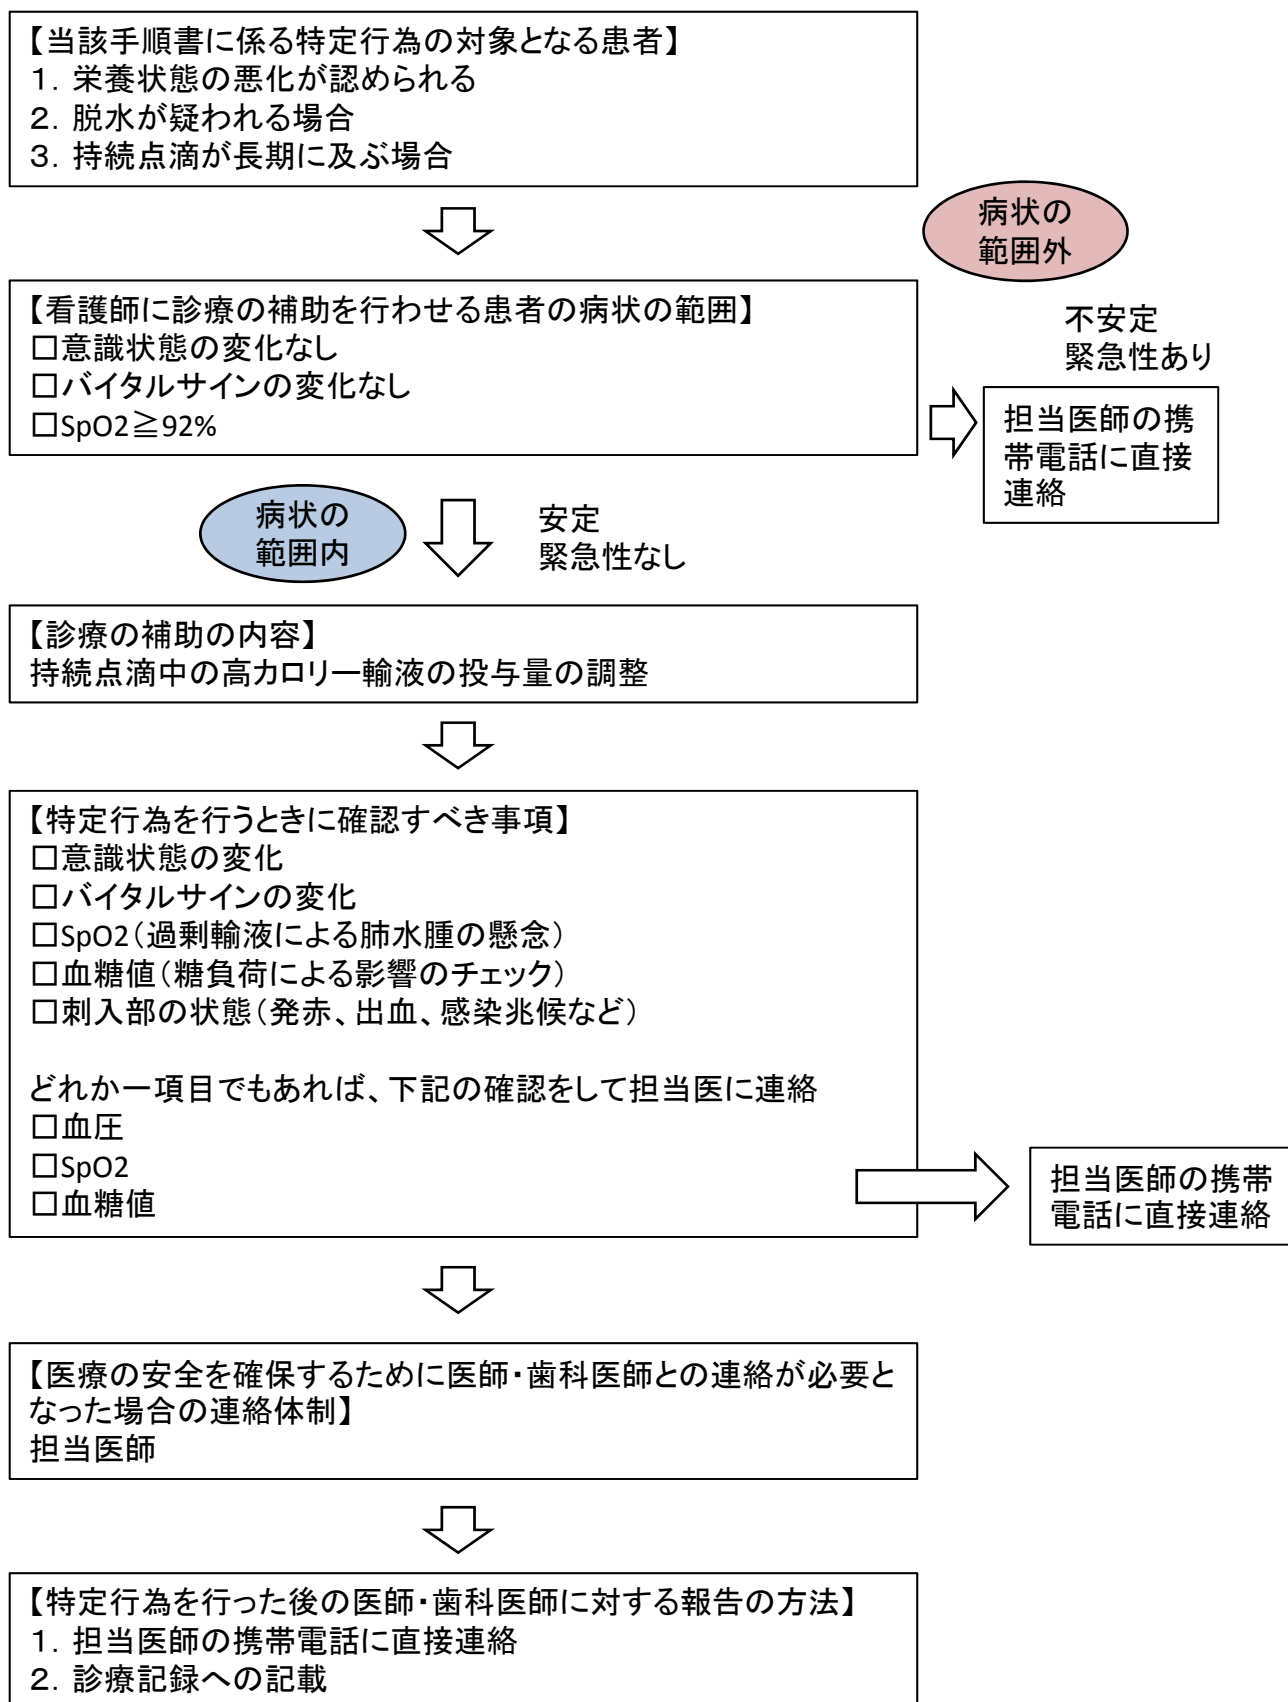 【当該手順書に係る特定行為の対象となる患者】
１．栄養状態の悪化が認められる
２．脱水が疑われる場合
３．持続点滴が長期に及ぶ場合
病状の
範囲外
【看護師に診療の補助を行わせる患者の病状の範囲】
□意識状態の変化なし
□バイタルサインの変化なし
□SpO2≧92%
不安定
緊急性あり
担当医師の携
帯電話に直接
連絡
病状の
範囲内
安定
緊急性なし
【診療の補助の内容】
持続点滴中の高カロリー輸液の投与量の調整
【特定行為を行うときに確認すべき事項】
□意識状態の変化
□バイタルサインの変化
□SpO2（過剰輸液による肺水腫の懸念）
□血糖値（糖負荷による影響のチェック）
□刺入部の状態（発赤、出血、感染兆候など）
どれか一項目でもあれば、下記の確認をして担当医に連絡
□血圧
□SpO2
□血糖値
担当医師の携帯
電話に直接連絡
【医療の安全を確保するために医師・歯科医師との連絡が必要と
なった場合の連絡体制】
担当医師
【特定行為を行った後の医師・歯科医師に対する報告の方法】
１．担当医師の携帯電話に直接連絡
２．診療記録への記載